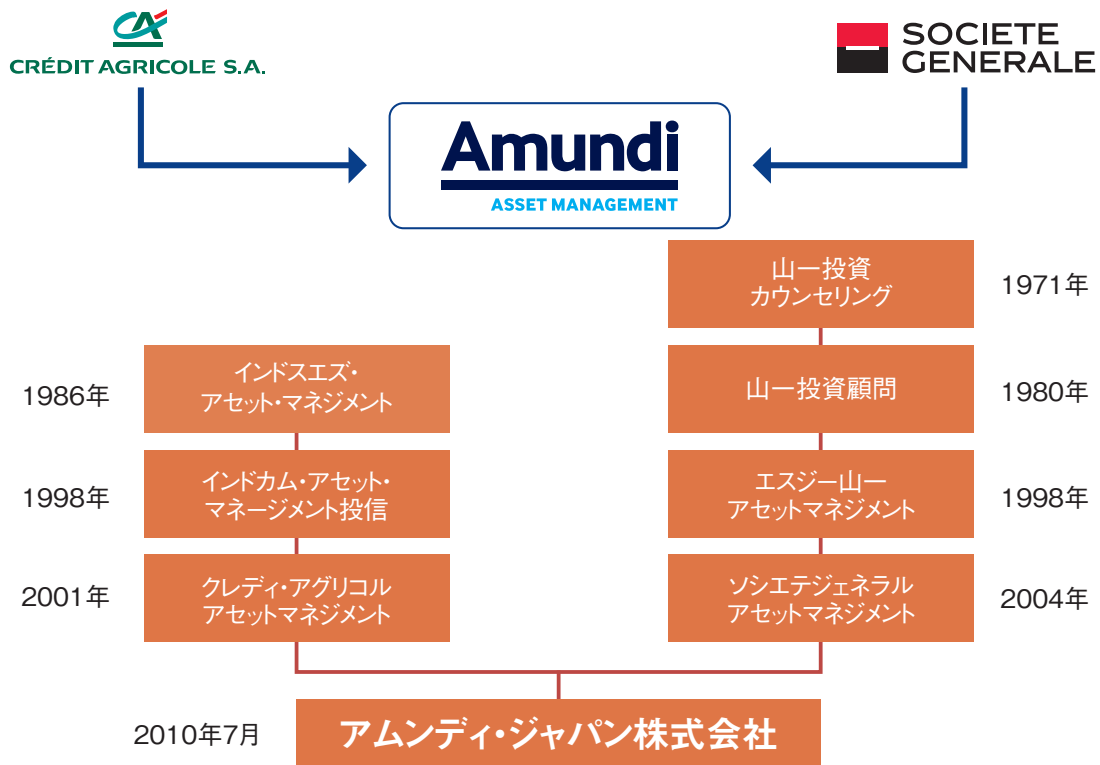 CA
CRÉDIT AGRICOLE S.A.
SOCIETE
GENERALE
Amundi
ASSET MANAGEMENT
山一投資
カウンセリング
1971年
1986年
インドスエズ・
アセット・マネジメント
山一投資顧問
1980年
1998年
インドカム・アセット・
マネージメント投信
エスジー山一
アセットマネジメント
1998年
2001年
クレディ・アグリコル
アセットマネジメント
ソシエテジェネラル
アセットマネジメント
2004年
2010年7月
アムンディ・ジャパン株式会社